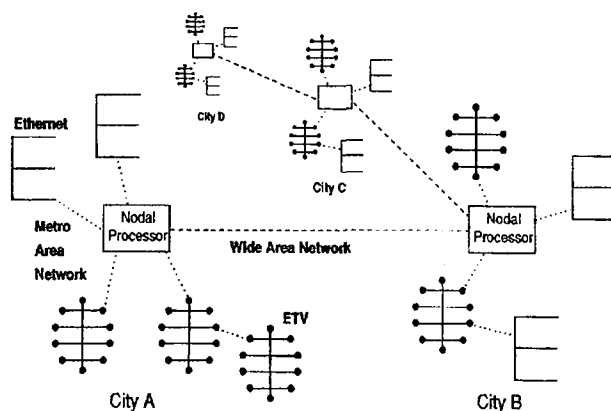 City D
Ethernet
City C
Nodal
Processor
Nodal
Processor
Metro
Area
Network
Wide Area Network
ETV
City A
City B